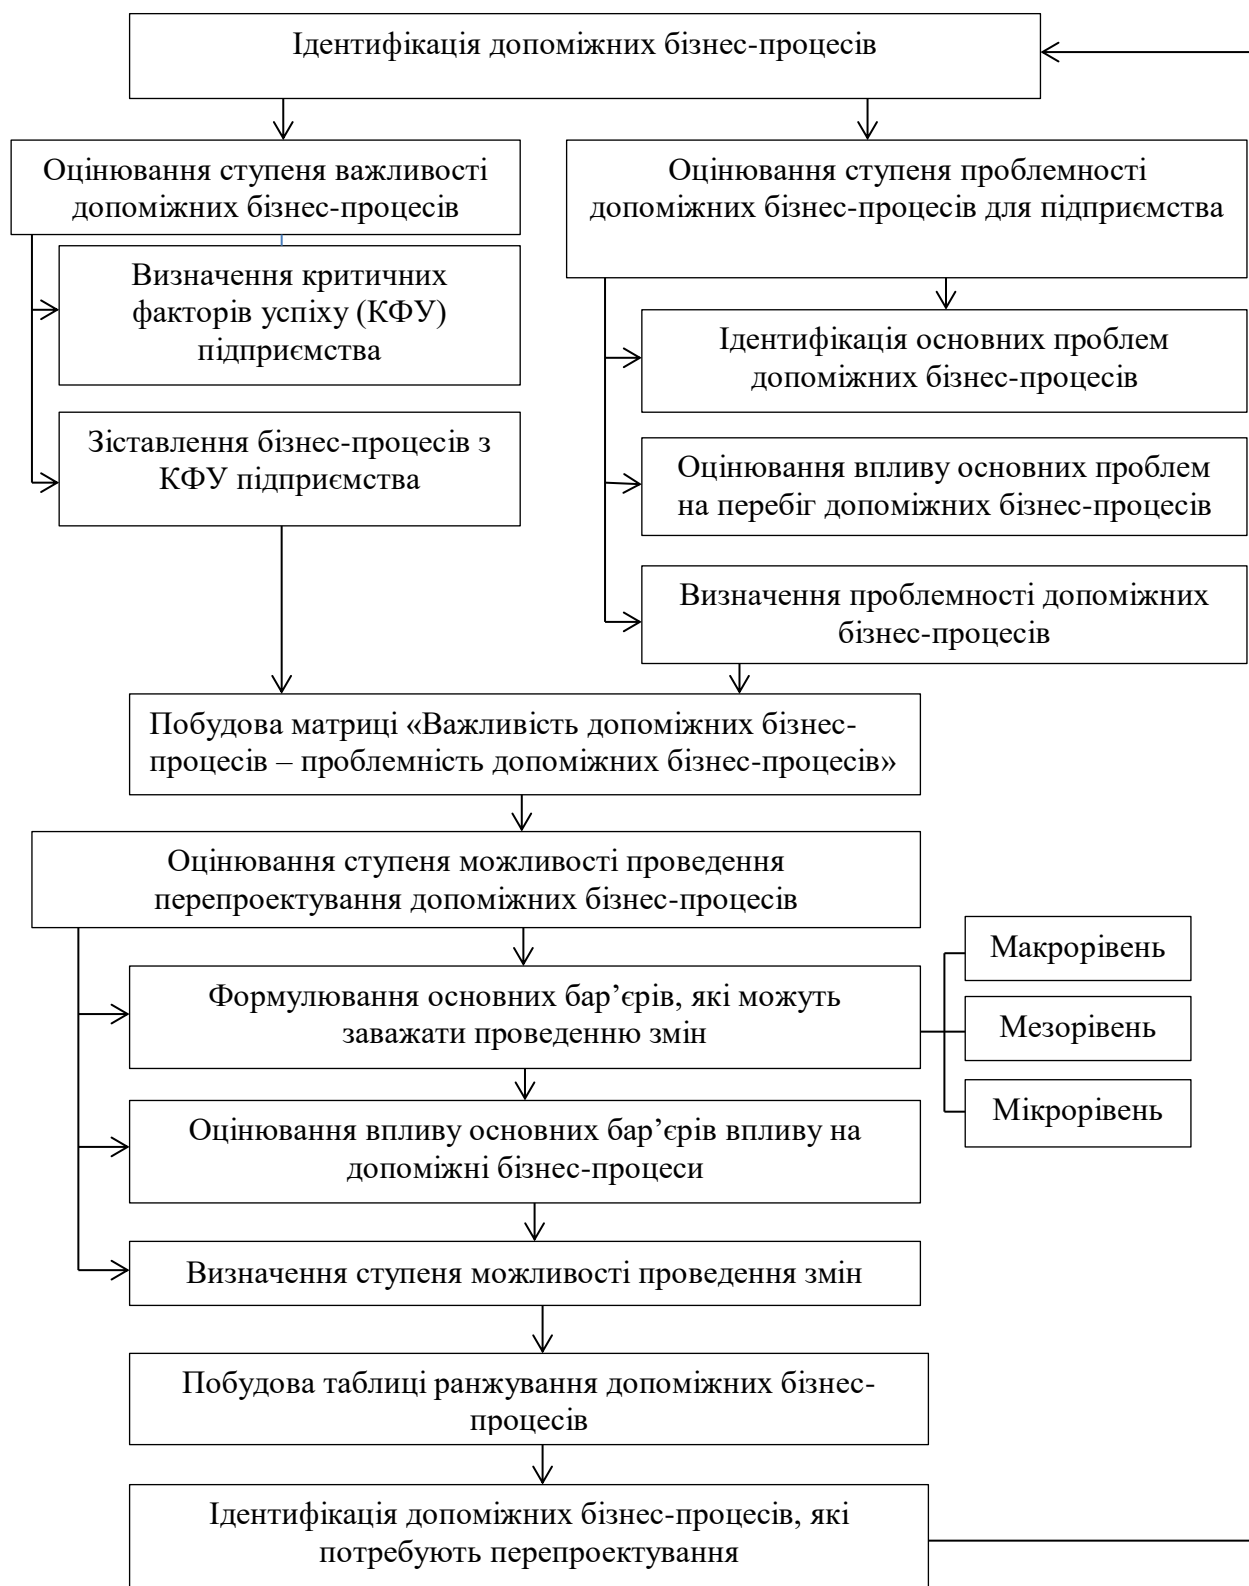 Ідентифікація допоміжних бізнес-процесів
Оцінювання ступеня важливості
допоміжних бізнес-процесів
Визначення критичних
факторів успіху (КФУ)
підприємства
Зіставлення бізнес-процесів з
КФУ підприємства
Оцінювання ступеня проблемності
допоміжних бізнес-процесів для підприємства
Ідентифікація основних проблем
допоміжних бізнес-процесів
Оцінювання впливу основних проблем
на перебіг допоміжних бізнес-процесів
Визначення проблемності допоміжних
бізнес-процесів
Побудова матриці «Важливість допоміжних бізнес-
процесів – проблемність допоміжних бізнес-процесів»
Оцінювання ступеня можливості проведення
перепроектування допоміжних бізнес-процесів
Формулювання основних бар’єрів, які можуть
заважати проведенню змін
Макрорівень
Мезорівень
Мікрорівень
Оцінювання впливу основних бар’єрів впливу на
допоміжні бізнес-процеси
Визначення ступеня можливості проведення змін
Побудова таблиці ранжування допоміжних бізнес-
процесів
Ідентифікація допоміжних бізнес-процесів, які
потребують перепроектування